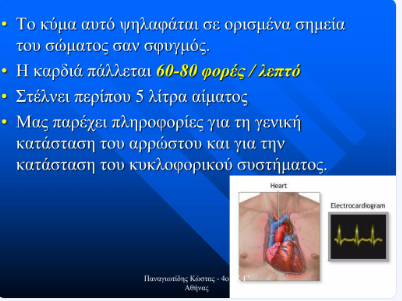 • Το κύμα αυτό ψηλαφάται σε ορισμένα σημεία
του σώματος σαν σφυγμός.
• Η καρδιά πάλλεται 60-80 φορές / λεπτό
• Στέλνει περίπου 5 λίτρα αίματος
• Μας παρέχει πληροφορίες για τη γενική
κατάσταση του αρρώστου και για την
κατάσταση του κυκλοφορικού συστήματος.
Heart
Electrocardiogram
Παναγιωτίδης Κώστας -
Αθήνας